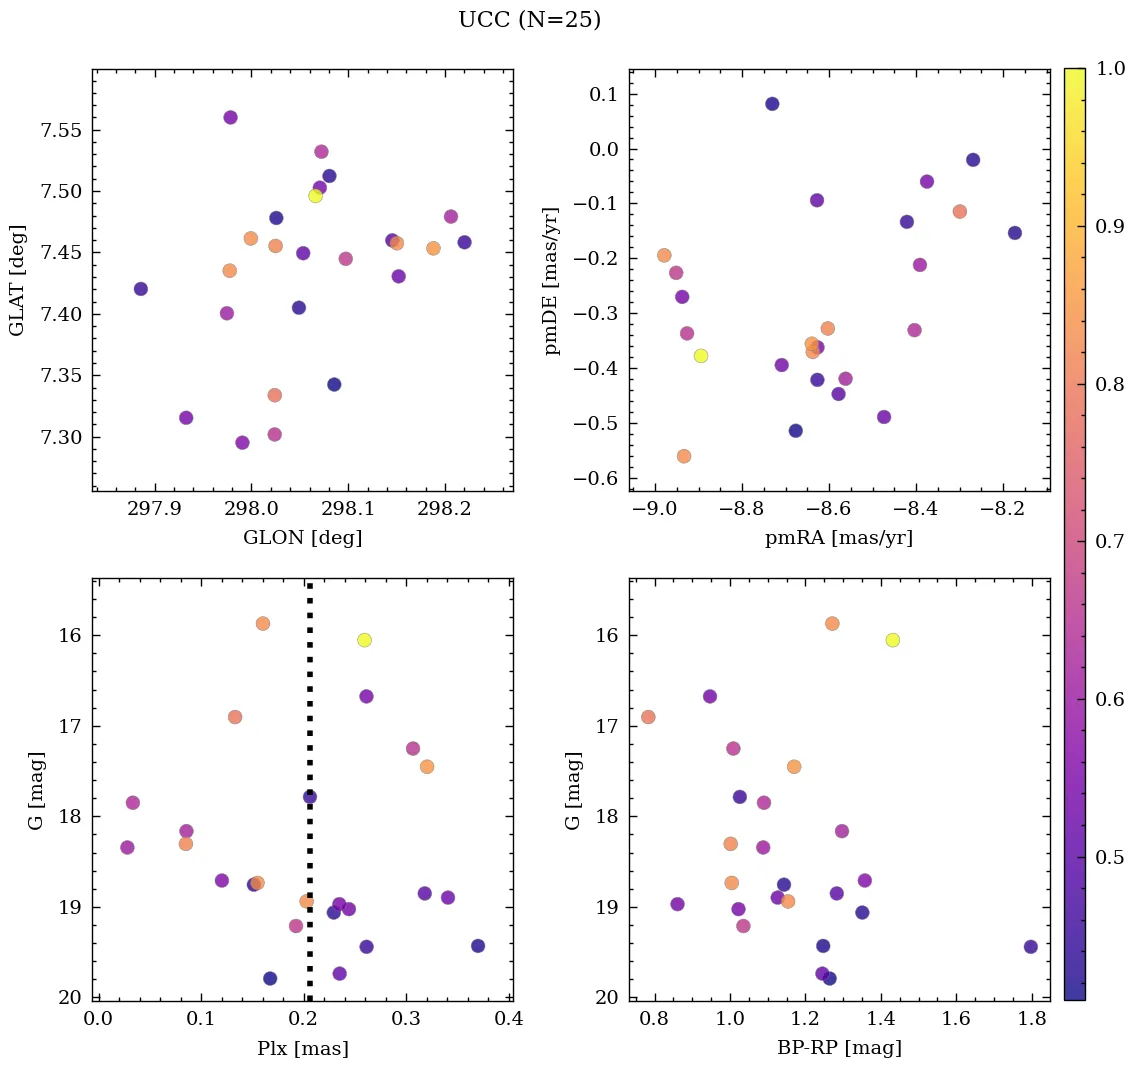 UCC (N=25)
7.55
7.50
7.45
7.40
7.35
7.30
GLAT [deg]
297.9 298.0 298.1 298.2
GLON [deg]
0.1
0.0
−0.1
−0.2
−0.3
−0.4
−0.5
−0.6
pmDE [mas/yr]
−9.0 −8.8 −8.6 −8.4 −8.2
pmRA [mas/yr]
16
17
18
19
20
G [mag]
0.0 0.1 0.2 0.3 0.4
Plx [mas]
16
17
18
19
20
G [mag]
0.8 1.0 1.2 1.4 1.6 1.8
BP-RP [mag]
1.0
0.9
0.8
0.7
0.6
0.5